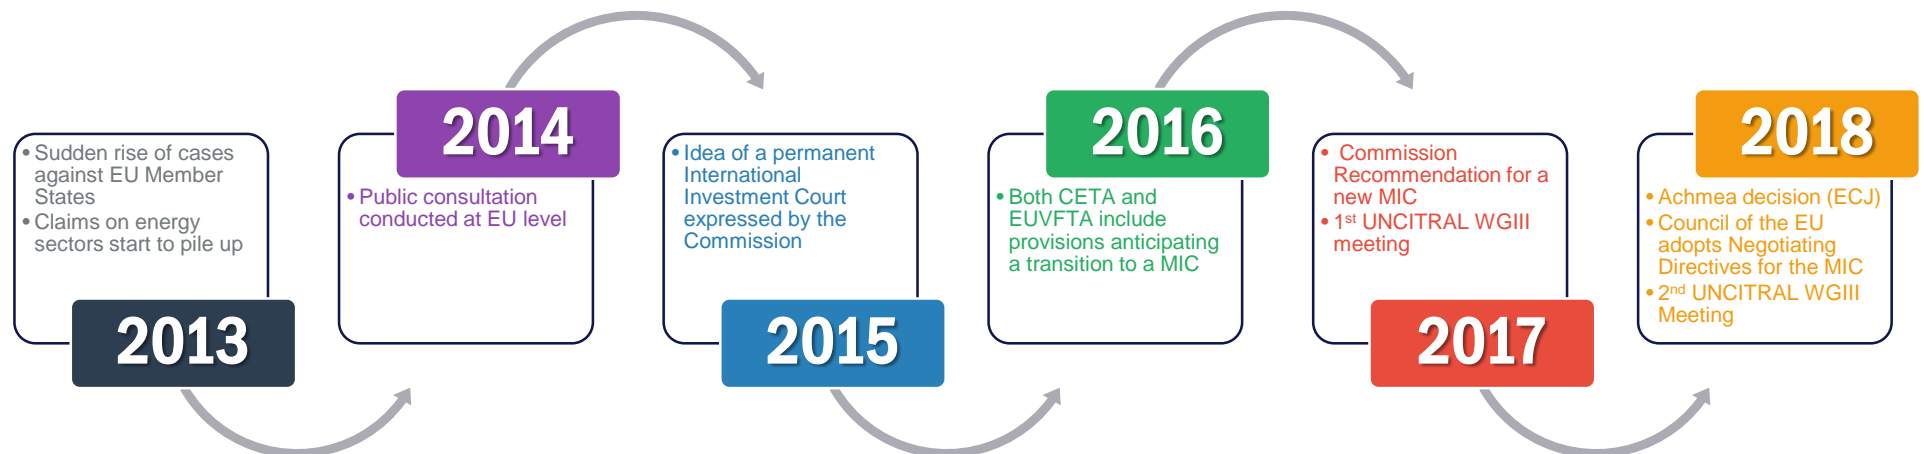 • Sudden rise of cases
against EU Member
States
• Claims on energy
sectors start to pile up
2013
2014
• Public consultation
conducted at EU level
• Idea of a permanent
International
Investment Court
expressed by the
Commission
2015
2016
• Both CETA and
EUVFTA include
provisions anticipating
a transition to a MIC
• Commission
Recommendation for a
new MIC
• 1st UNCITRAL WGIII
meeting
2017
2018
• Achmea decision (ECJ)
• Council of the EU
adopts Negotiating
Directives for the MIC
• 2nd UNCITRAL WGIII
Meeting